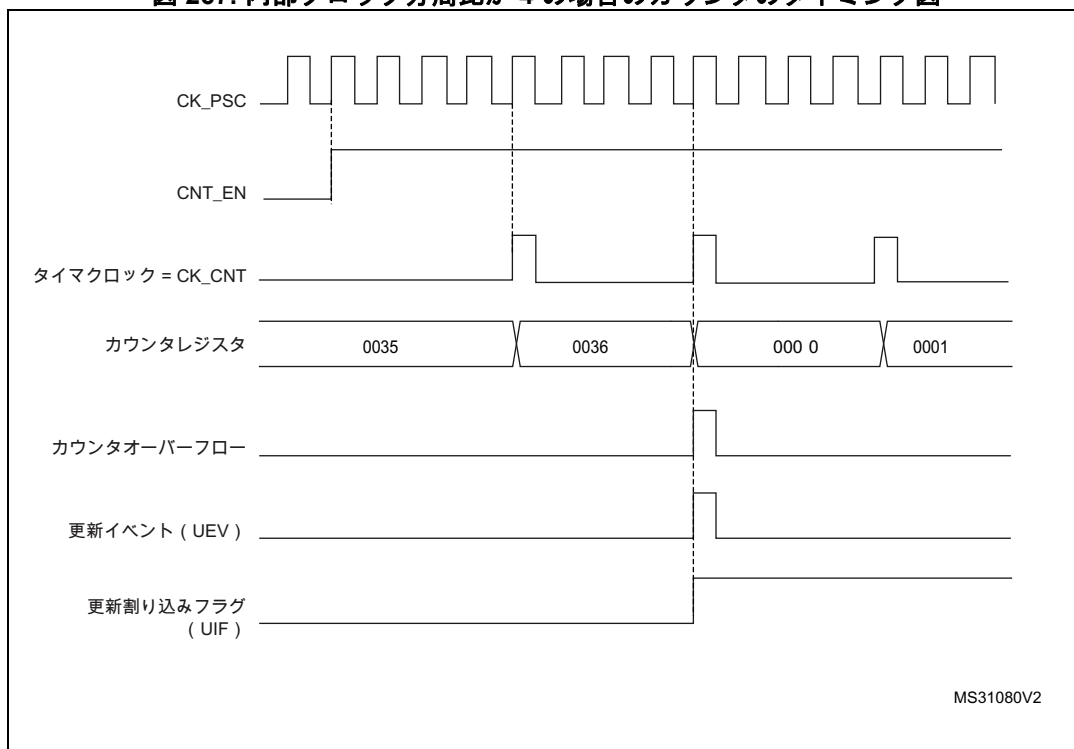 CK_PSC
CNT_EN
タイマクロック = CK_CNT
カウンタレジスタ
0035
0036
000 0
0001
カウンタオーバーフロー
更新イベント ( UEV )
更新割り込みフラグ
( UIF )
MS31080V2